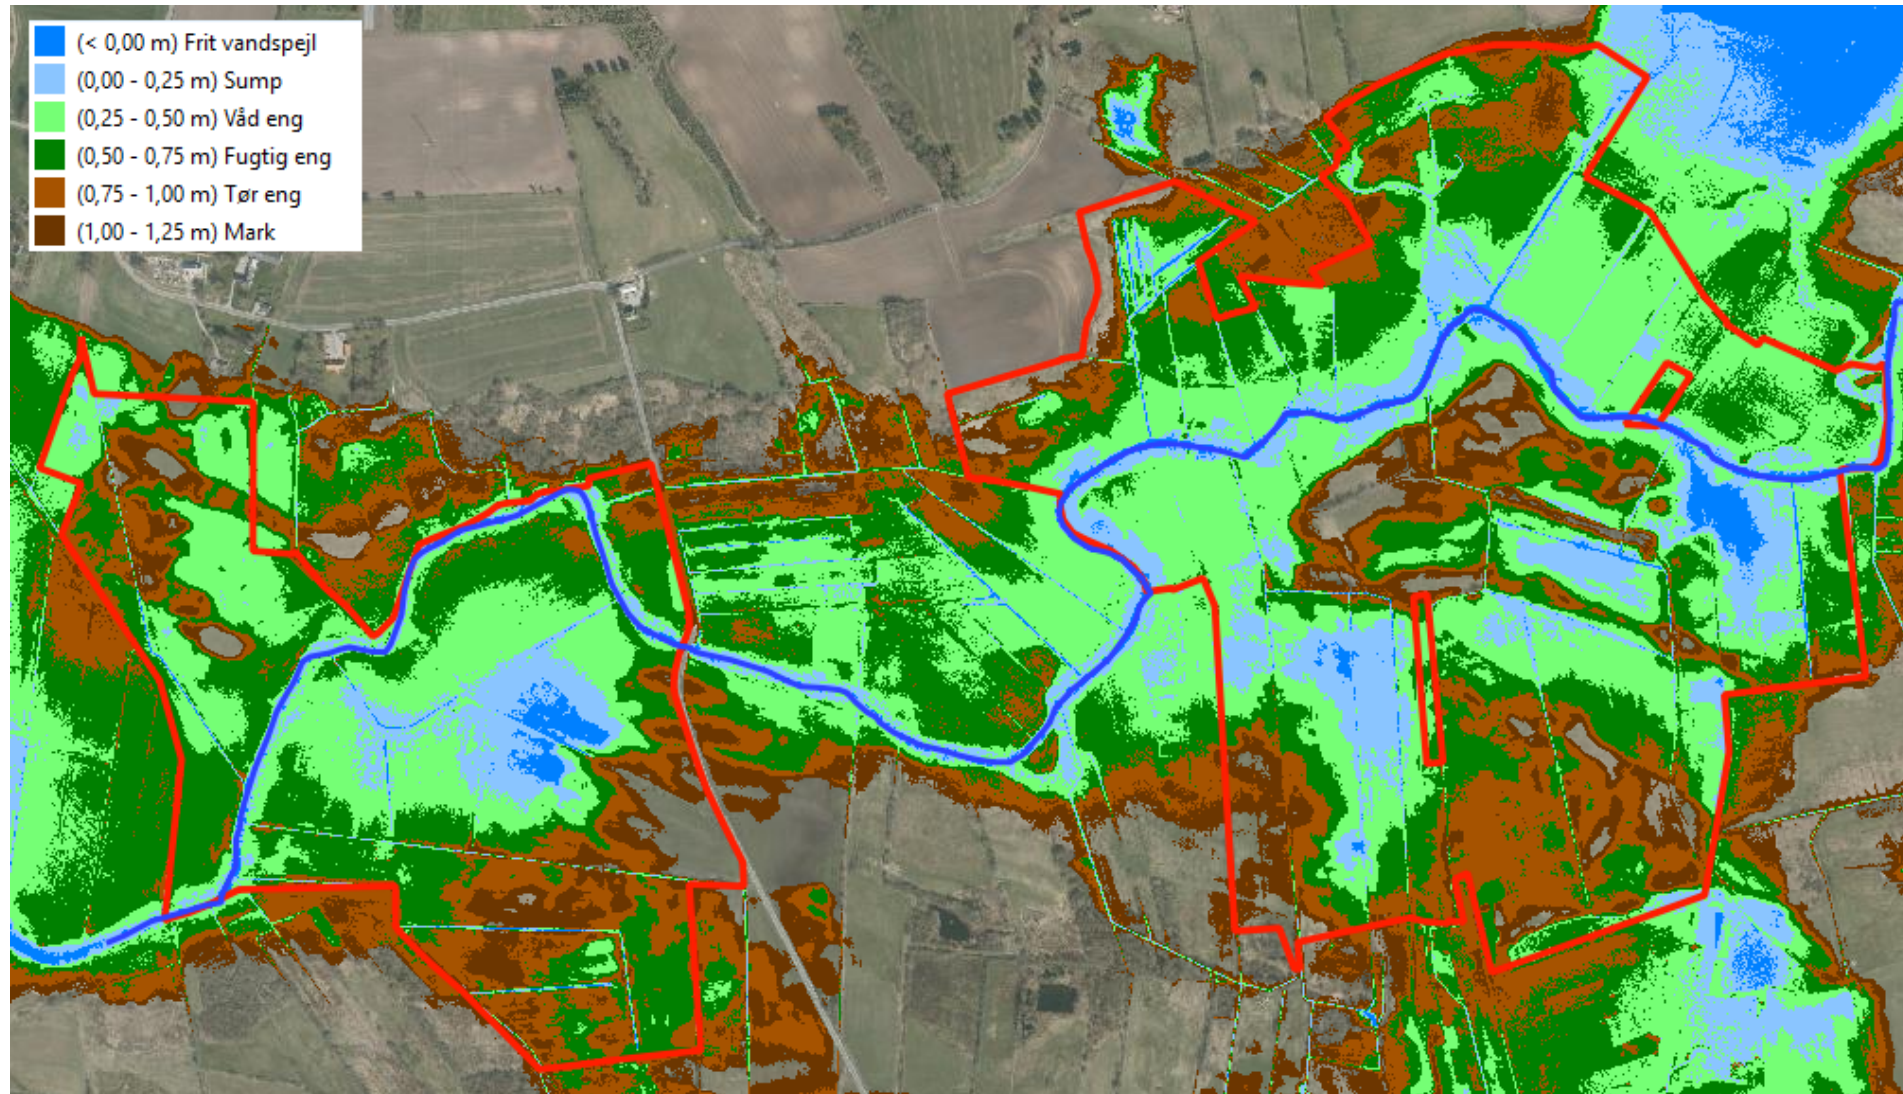 (< 0,00 m) Frit vandspejl
(0,00 - 0,25 m) Sump
(0,25 - 0,50 m) Våd eng
(0,50 - 0,75 m) Fugtig eng
(0,75 - 1,00 m) Tør eng
(1,00 - 1,25 m) Mark